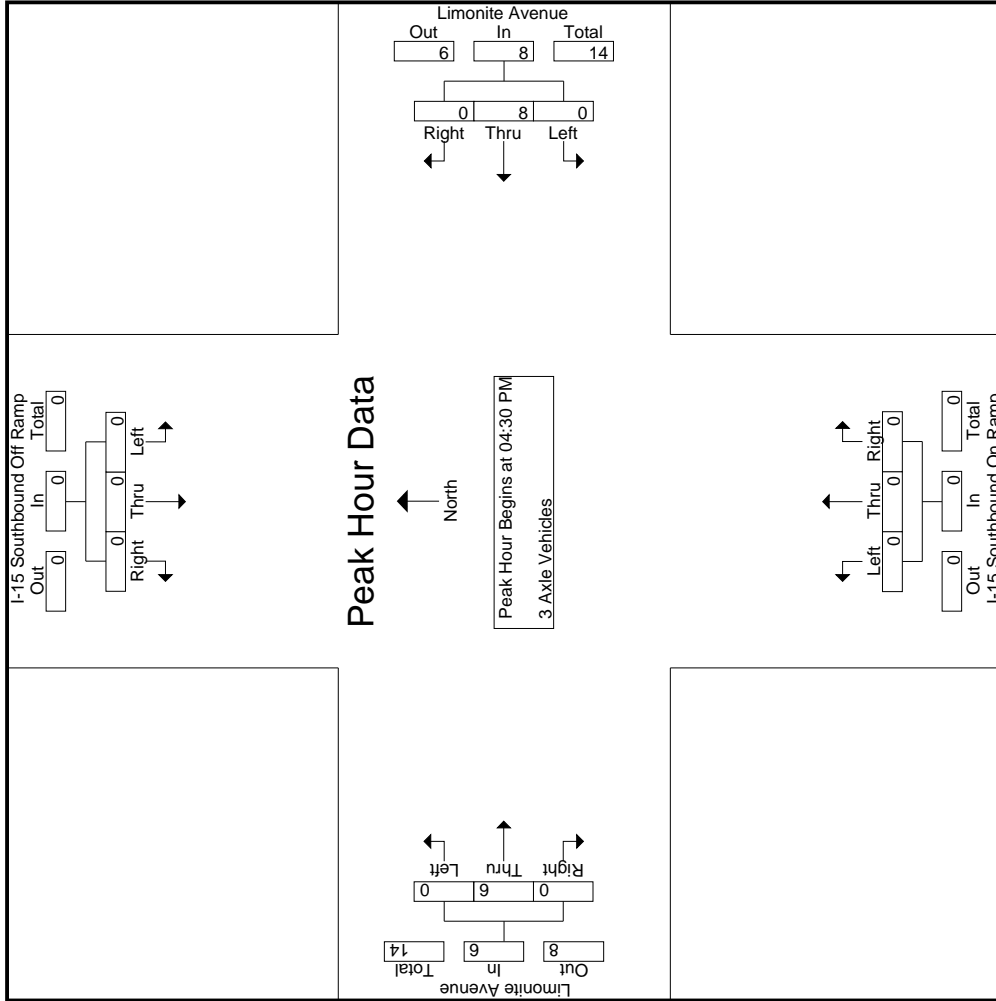 Limonite Avenue
Out In Total
6 8 14
0 8 0
Right Thru Left
I-15 Southbound Off Ramp
Out In Total
0 0 0
0 0 0
Right Thru Left
Peak Hour Data
North
Peak Hour Begins at 04:30 PM
3 Axle Vehicles
Left Thru Right
0 0 0
0 0 0
Out In Total
I-15 Southbound On Ramp
Left Thru Right
0 6 0
14 6 8
Total In Out
Limonite Avenue